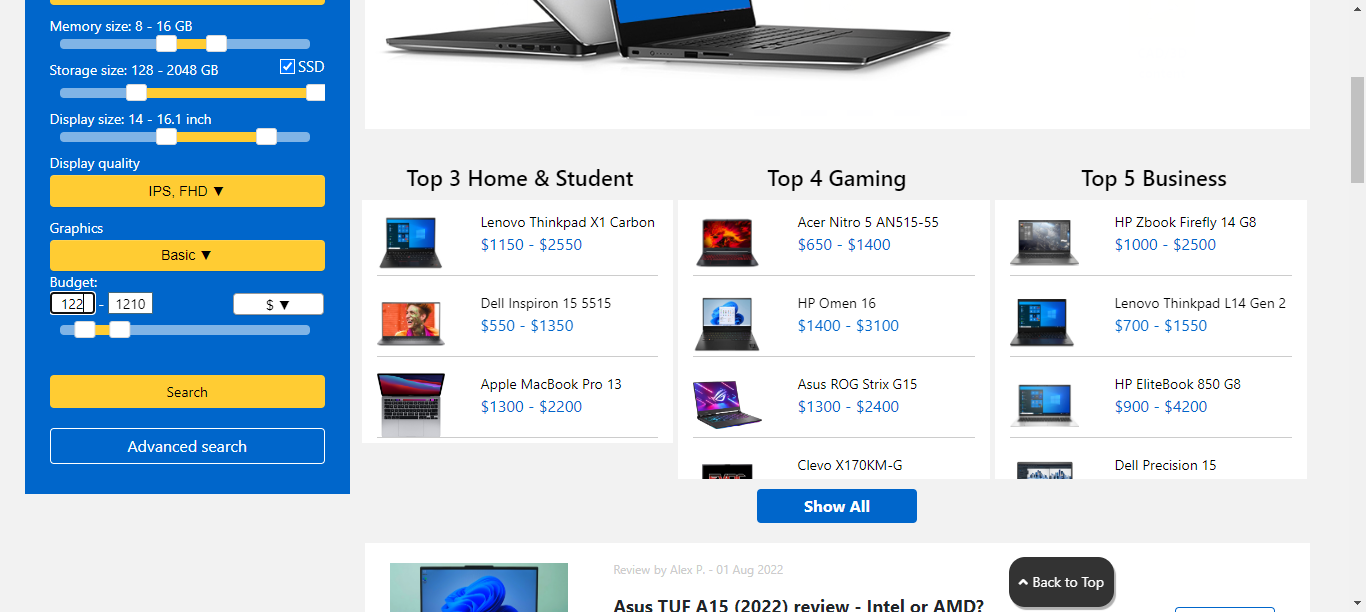 Memory size: 8 - 16 GB
Storage size: 128 - 2048 GB
SSD
Display size: 14 - 16.1 inch
Display quality
IPS, FHD ▼
Graphics
Basic ▼
Budget:
122 - 1210
$ ▼
Search
Advanced search
Top 3 Home & Student
Lenovo Thinkpad X1 Carbon
$1150 - $2550
Dell Inspiron 15 5515
$550 - $1350
Apple MacBook Pro 13
$1300 - $2200
Top 4 Gaming
Acer Nitro 5 AN515-55
$650 - $1400
HP Omen 16
$1400 - $3100
Asus ROG Strix G15
$1300 - $2400
Clevo X170KM-G
Top 5 Business
HP Zbook Firefly 14 G8
$1000 - $2500
Lenovo Thinkpad L14 Gen 2
$700 - $1550
HP EliteBook 850 G8
$900 - $4200
Dell Precision 15
Show All
Review by Alex P. - 01 Aug 2022
Asus TUF A15 (2022) review - Intel or AMD?
Back to Top